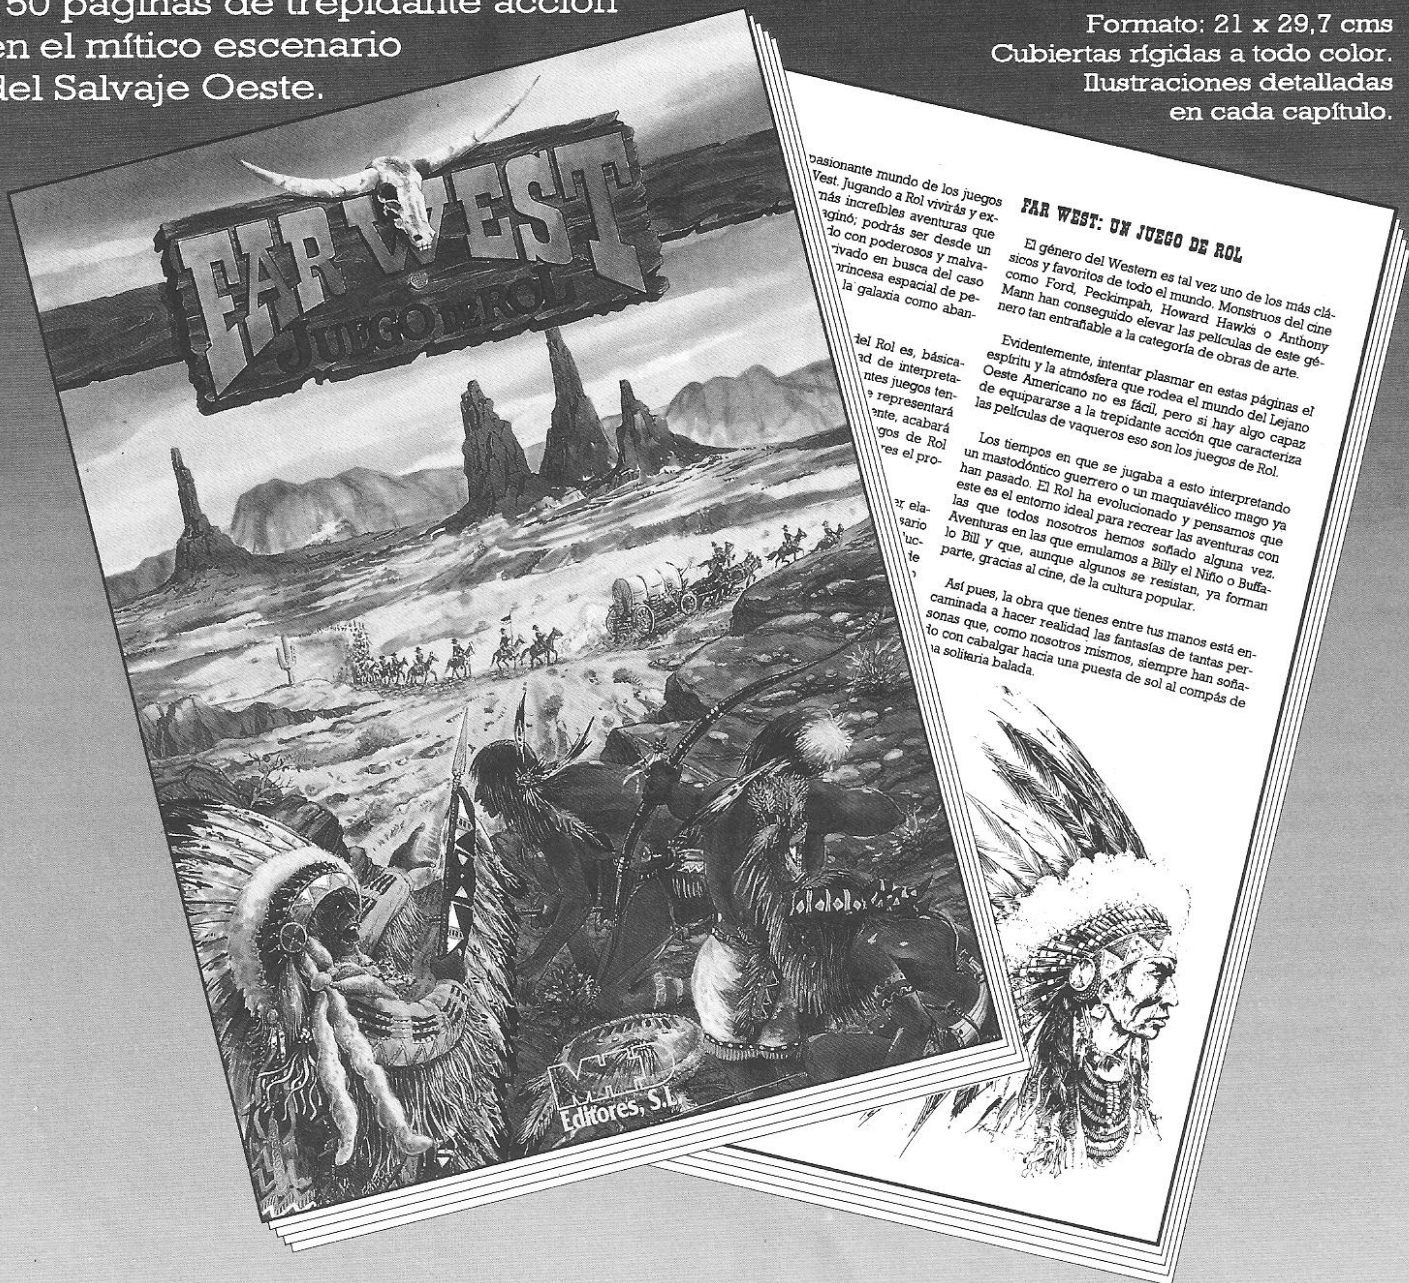 50 páginas de trepidante acción
en el mítico escenario
del Salvaje Oeste.
Formato: 21 x 29,7 cms
Cubiertas rígidas a todo color.
Ilustraciones detalladas
en cada capítulo.
FAR WEST
JUEGO DE ROL
Editores, S.L.
pasionante mundo de los juegos
West. Jugando a Rol vivirás y ex-
más increíbles aventuras que
aginó; podrás ser desde un
do con poderosos y malva-
rivado en busca del caso
princesa espacial de pe-
la galaxia como aban-
del Rol es, básica-
ad de interpreta-
ntes juegos ten-
e representará
ente, acabará
gos de Rol
res el pro-
er, ela-
sario
luc-
de
FAR WEST: UN JUEGO DE ROL
El género del Western es tal vez uno de los más clá-
sicos y favoritos de todo el mundo. Monstruos del cine
como Ford, Peckimpah, Howard Hawks o Anthony
Mann han conseguido elevar las películas de este gé-
nero tan entrañable a la categoría de obras de arte.
Evidentemente, intentar plasmar en estas páginas el
espíritu y la atmósfera que rodea el mundo del Lejano
Oeste Americano no es fácil, pero si hay algo capaz
de equipararse a la trepidante acción que caracteriza
las películas de vaqueros eso son los juegos de Rol.
Los tiempos en que se jugaba a esto interpretando
un mastodóntico guerrero o un maquiavélico mago ya
han pasado. El Rol ha evolucionado y pensamos que
este es el entorno ideal para recrear las aventuras con
las que todos nosotros hemos soñado alguna vez.
Aventuras en las que emulamos a Billy el Niño o Buffa-
lo Bill y que, aunque algunos se resistan, ya forman
parte, gracias al cine, de la cultura popular.
Así pues, la obra que tienes entre tus manos está en-
caminada a hacer realidad las fantasías de tantas per-
sonas que, como nosotros mismos, siempre han soña-
do con cabalgar hacia una puesta de sol al compás de
na solitaria balada.